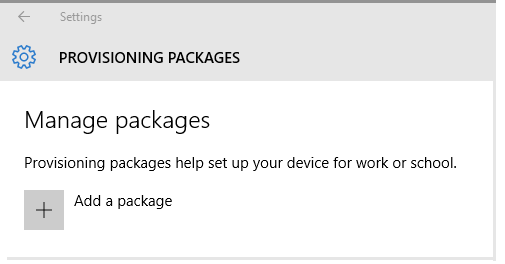 Settings
PROVISIONING PACKAGES
Manage packages
Provisioning packages help set up your device for work or school.
Add a package